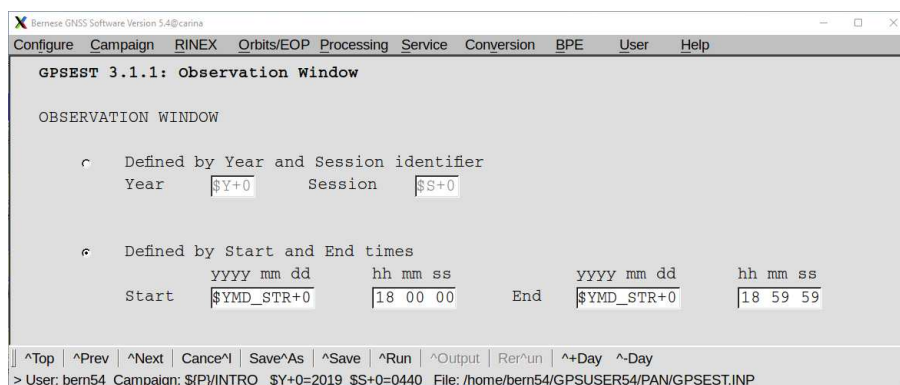 Bernese GNSS Software Version 5.4@carina
Configure Campaign RINEX Orbits/EOP Processing Service Conversion BPE User Help
GPSEST 3.1.1: Observation Window
OBSERVATION WINDOW
Defined by Year and Session identifier
Year $Y+0 Session $S+0
Defined by Start and End times
yyyy mm dd hh mm ss yyyy mm dd hh mm ss
Start $YMD_STR+0 18 00 00 End $YMD_STR+0 18 59 59
^Top ^Prev ^Next Cance^l Save^As ^Save ^Run ^Output Rer^un ^+Day ^-Day
> User: bern54 Campaign: ${P}/INTRO $Y+0=2019 $S+0=0440 File: /home/bern54/GPSUSER54/PAN/GPSEST.INP